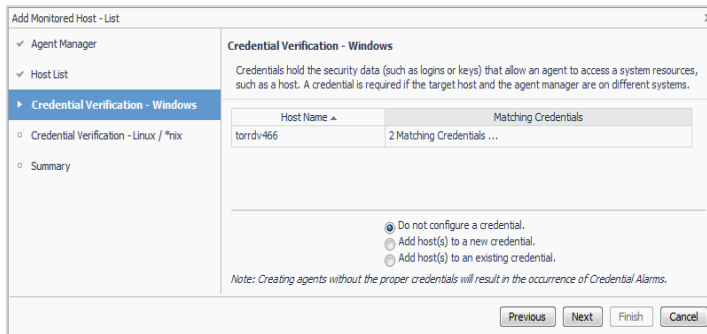 Add Monitored Host - List
Agent Manager
Host List
Credential Verification - Windows
Credential Verification - Linux / *nix
Summary
Credential Verification - Windows
Credentials hold the security data (such as logins or keys) that allow an agent to access a system resources,
such as a host. A credential is required if the target host and the agent manager are on different systems.
Host Name Matching Credentials
torrdv466 2 Matching Credentials ...
Do not configure a credential.
Add host(s) to a new credential.
Add host(s) to an existing credential.
Note: Creating agents without the proper credentials will result in the occurrence of Credential Alarms.
Previous Next Finish Cancel